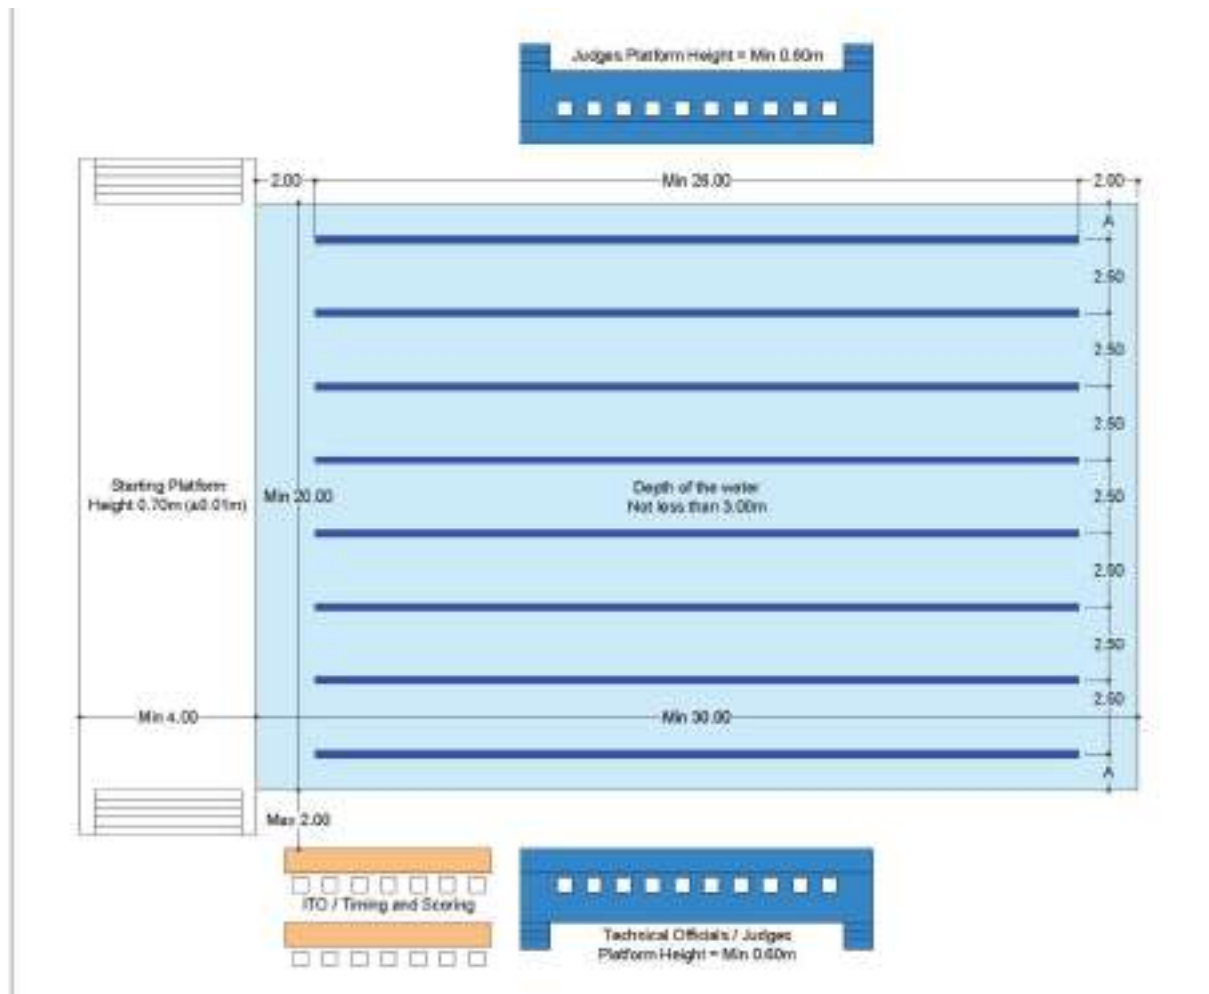 Judges Platform Height = Min 0.60m
2.00
Min 26.00
2.00
A
2.50
2.50
2.50
Starting Platform
Height 0.70m (±0.01m)
Min 20.00
Depth of the water
Not less than 3.00m
2.50
2.50
2.50
2.50
Min 4.00
Min 30.00
A
Max 2.00
ITO / Timing and Scoring
Technical Officials / Judges
Platform Height = Min 0.60m